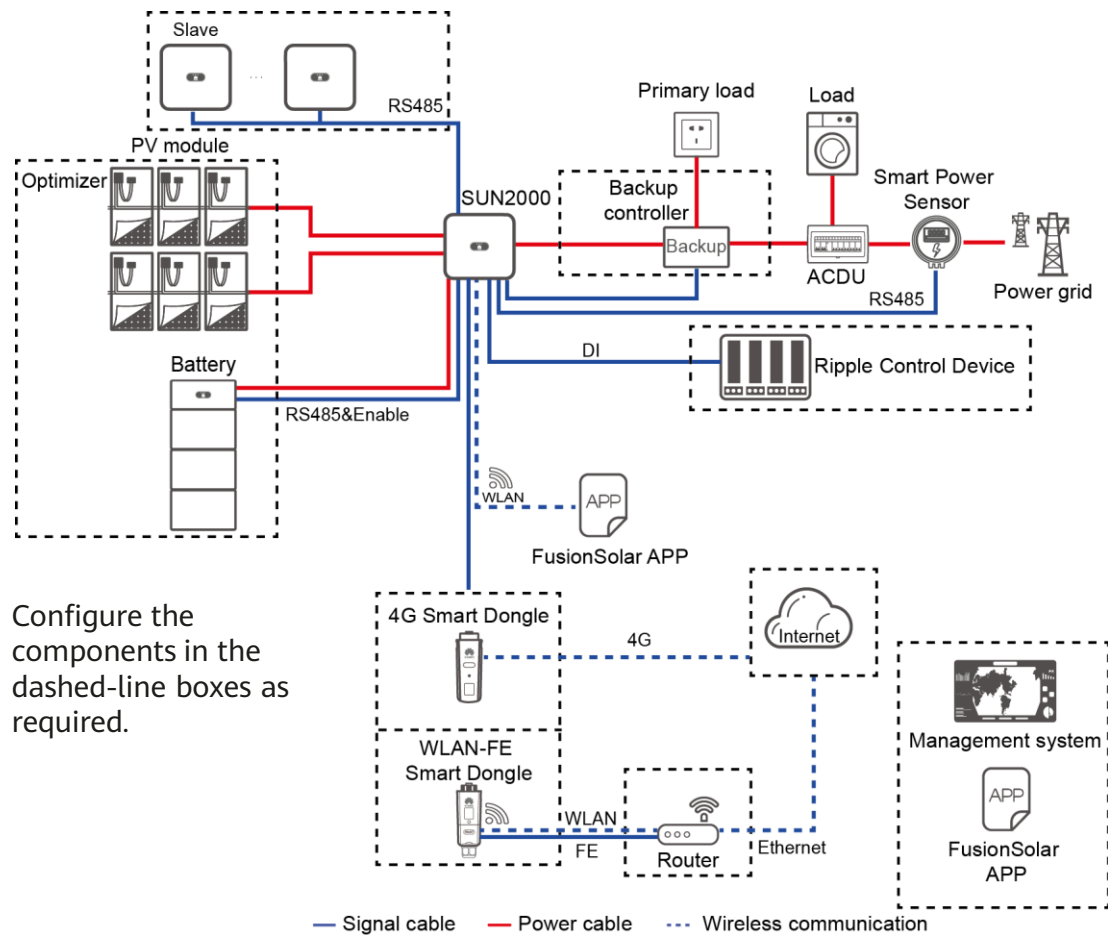 Slave
RS485
PV module
Optimizer
SUN2000
Primary load
Load
Backup
controller
Backup
ACDU
Smart Power
Sensor
Power grid
RS485
DI
Ripple Control Device
Battery
RS485&Enable
WLAN
APP
FusionSolar APP
Configure the
components in the
dashed-line boxes as
required.
4G Smart Dongle
4G
Internet
WLAN-FE
Smart Dongle
WLAN
FE
Router
Ethernet
Management system
APP
FusionSolar
APP
Signal cable
Power cable
Wireless communication